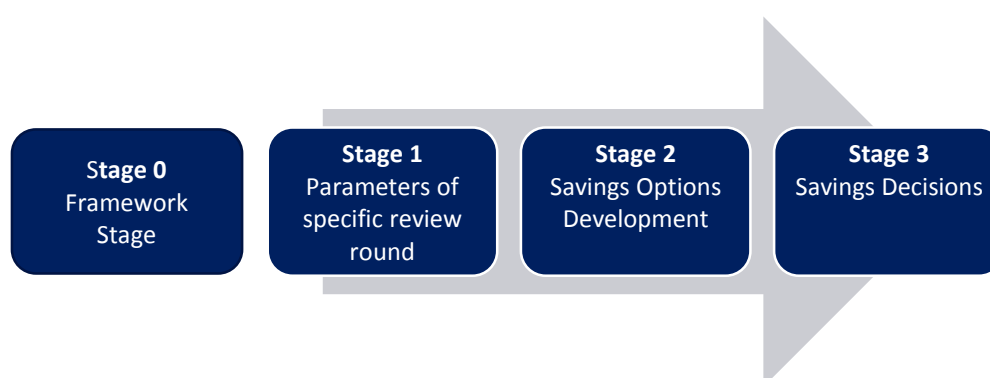 Stage 0
Framework
Stage
Stage 1
Parameters of
specific review
round
Stage 2
Savings Options
Development
Stage 3
Savings Decisions